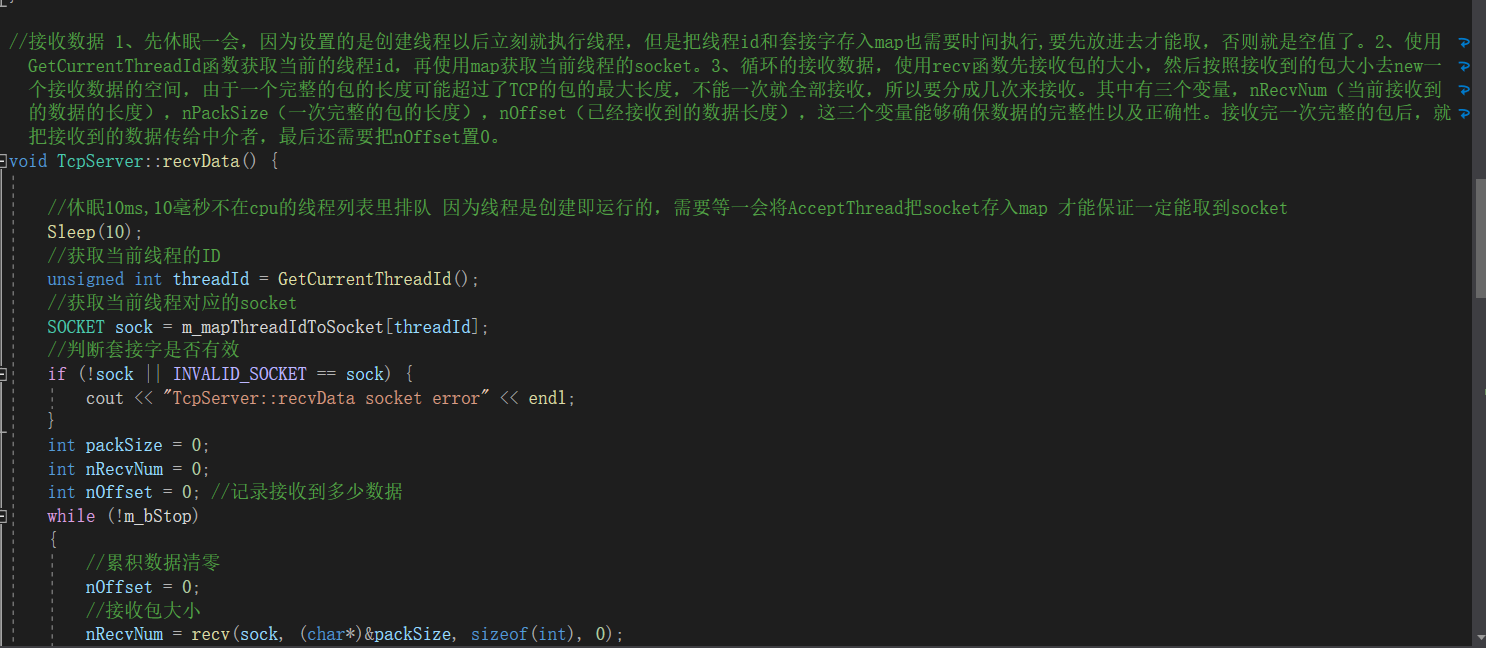 //接收数据 1、先休眠一会，因为设置的是创建线程以后立刻就执行线程，但是把线程id和套接字存入map也需要时间执行,要先放进去才能取，否则就是空值了。2、使用
GetCurrentThreadId函数获取当前的线程id，再使用map获取当前线程的socket。3、循环的接收数据，使用recv函数先接收包的大小，然后按照接收到的包大小去new一
个接收数据的空间，由于一个完整的包的长度可能超过了TCP的包的最大长度，不能一次就全部接收，所以要分成几次来接收。其中有三个变量，nRecvNum（当前接收到
的数据的长度），nPackSize（一次完整的包的长度），nOffset（已经接收到的数据长度），这三个变量能够确保数据的完整性以及正确性。接收完一次完整的包后，就
把接收到的数据传给中介者，最后还需要把nOffset置0。
void TcpServer::recvData() {
//休眠10ms,10毫秒不在cpu的线程列表里排队 因为线程是创建即运行的，需要等一会将AcceptThread把socket存入map 才能保证一定能取到socket
Sleep(10);
//获取当前线程的ID
unsigned int threadId = GetCurrentThreadId();
//获取当前线程对应的socket
SOCKET sock = m_mapThreadIdToSocket[threadId];
//判断套接字是否有效
if (!sock || INVALID_SOCKET == sock) {
cout << "TcpServer::recvData socket error" << endl;
}
int packSize = 0;
int nRecvNum = 0;
int nOffset = 0; //记录接收到多少数据
while (!m_bStop)
{
//累积数据清零
nOffset = 0;
//接收包大小
nRecvNum = recv(sock, (char*)&packSize, sizeof(int), 0);